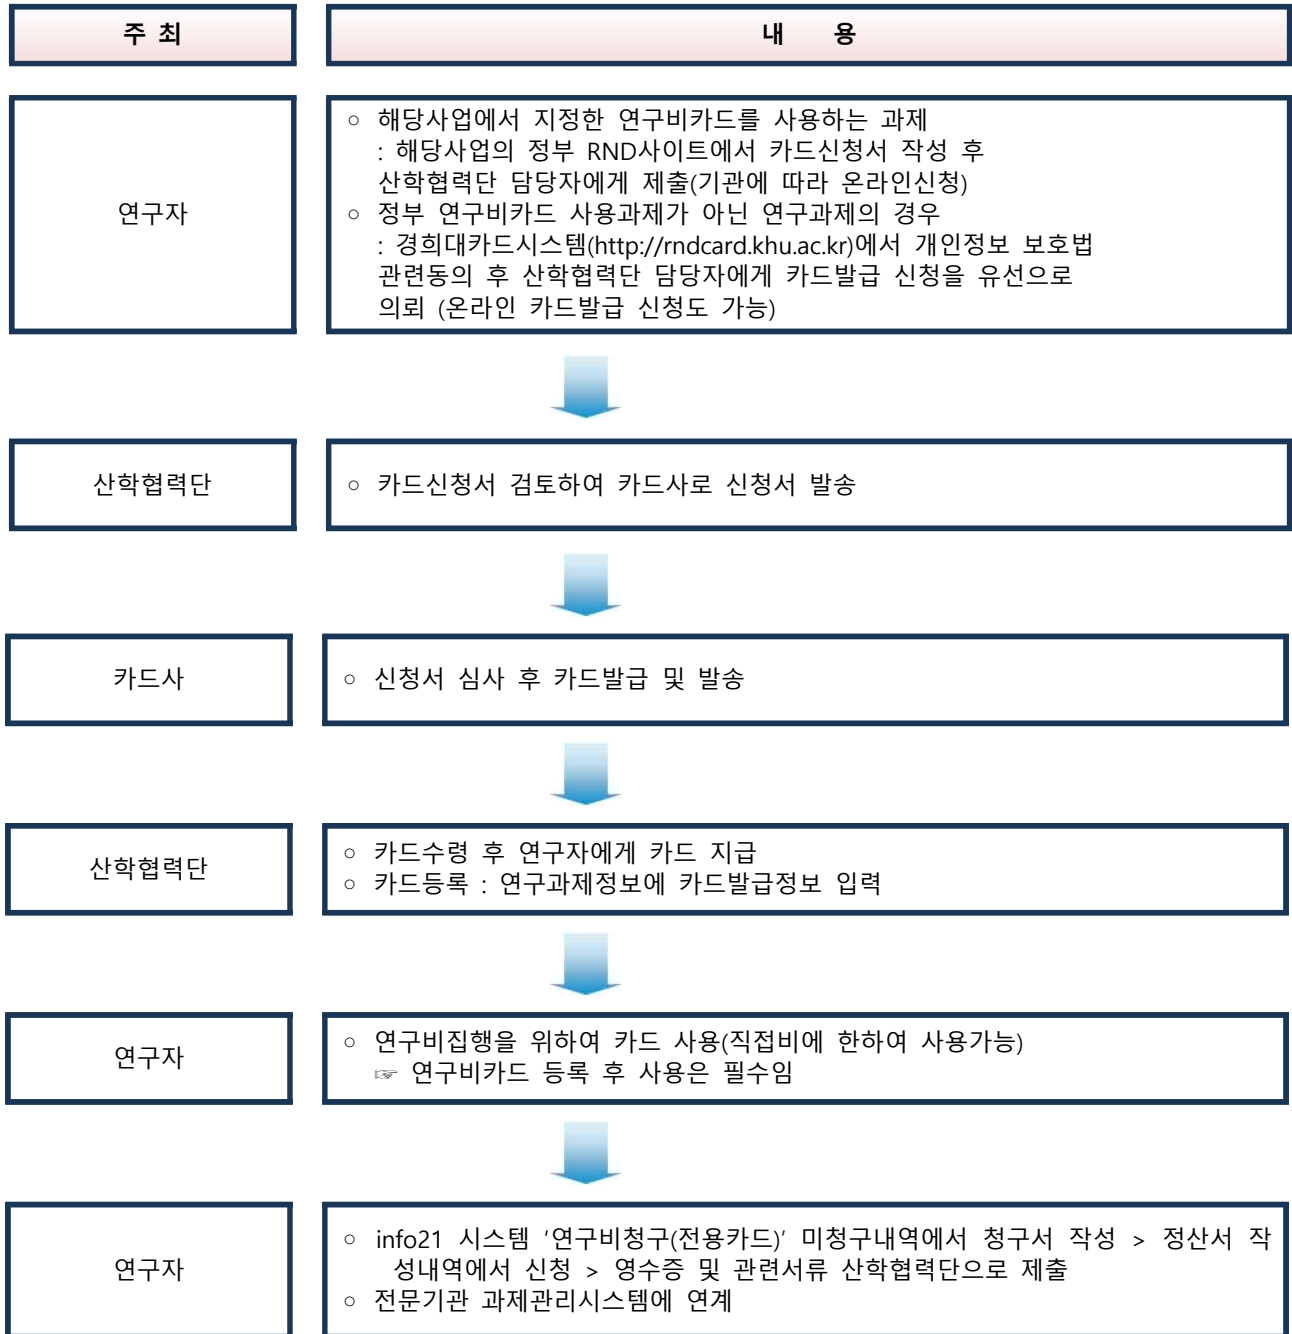 주 최
내 용
연구자
○ 해당사업에서 지정한 연구비카드를 사용하는 과제
: 해당사업의 정부 RND사이트에서 카드신청서 작성 후
산학협력단 담당자에게 제출(기관에 따라 온라인신청)
○ 정부 연구비카드 사용과제가 아닌 연구과제의 경우
: 경희대카드시스템(http://rndcard.khu.ac.kr)에서 개인정보 보호법
관련동의 후 산학협력단 담당자에게 카드발급 신청을 유선으로
의뢰 (온라인 카드발급 신청도 가능)
산학협력단
○ 카드신청서 검토하여 카드사로 신청서 발송
카드사
○ 신청서 심사 후 카드발급 및 발송
산학협력단
○ 카드수령 후 연구자에게 카드 지급
○ 카드등록 : 연구과제정보에 카드발급정보 입력
연구자
○ 연구비집행을 위하여 카드 사용(직접비에 한하여 사용가능)
☞ 연구비카드 등록 후 사용은 필수임
연구자
○ info21 시스템 '연구비청구(전용카드)' 미청구내역에서 청구서 작성 > 정산서 작
성내역에서 신청 > 영수증 및 관련서류 산학협력단으로 제출
○ 전문기관 과제관리시스템에 연계